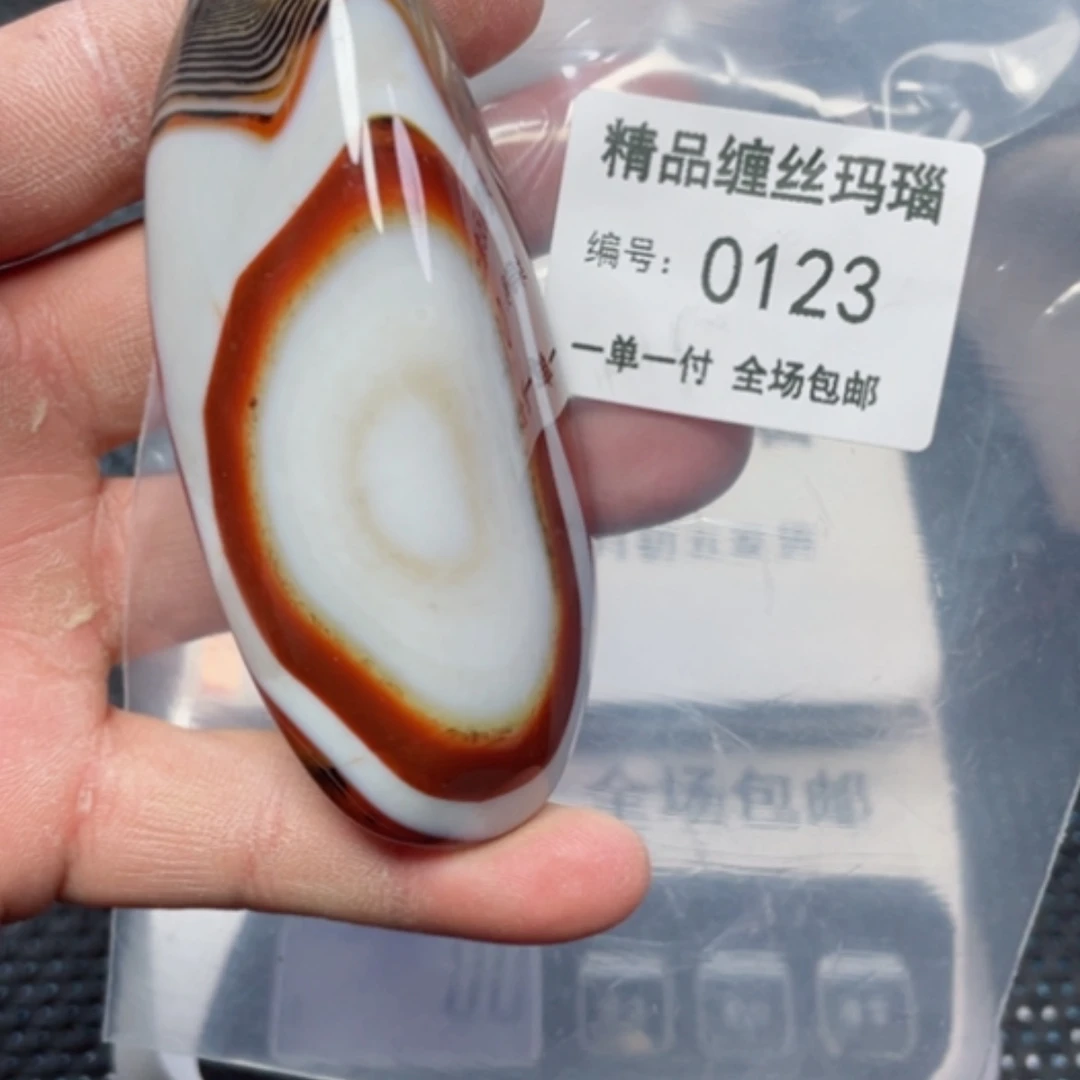 精品缠丝玛瑙
编号：0123
一单一付 全场包邮
全场包邮